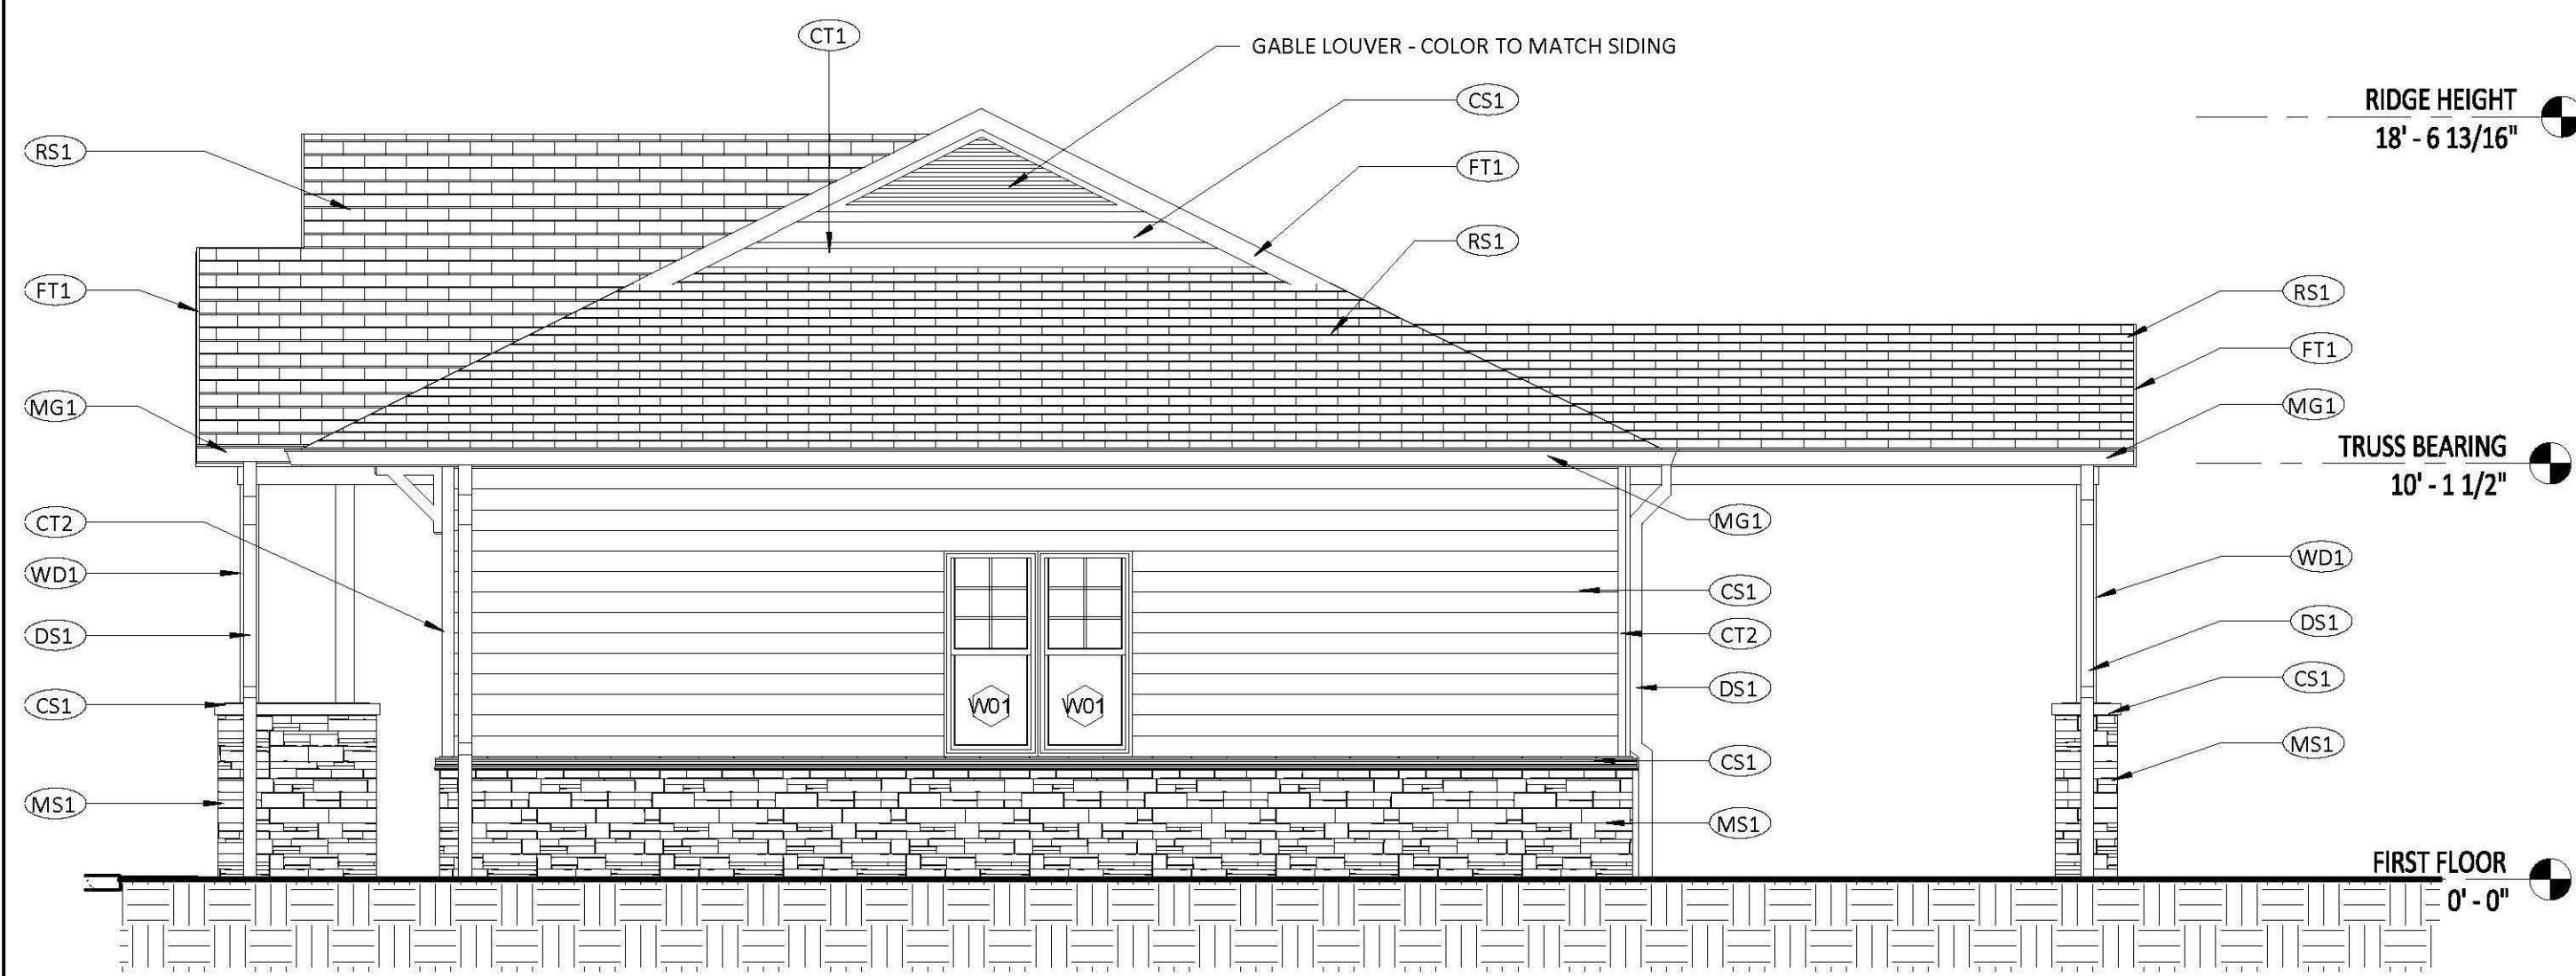 CT1
GABLE LOUVER - COLOR TO MATCH SIDING
CS1
RIDGE HEIGHT
18' - 6 13/16"
RS1
FT1
RS1
FT1
RS1
FT1
MG1
MG1
TRUSS BEARING
10' - 1 1/2"
CT2
MG1
WD1
WD1
CS1
DS1
CT2
DS1
CS1
W01
W01
DS1
CS1
MS1
CS1
MS1
MS1
FIRST FLOOR
0' - 0"